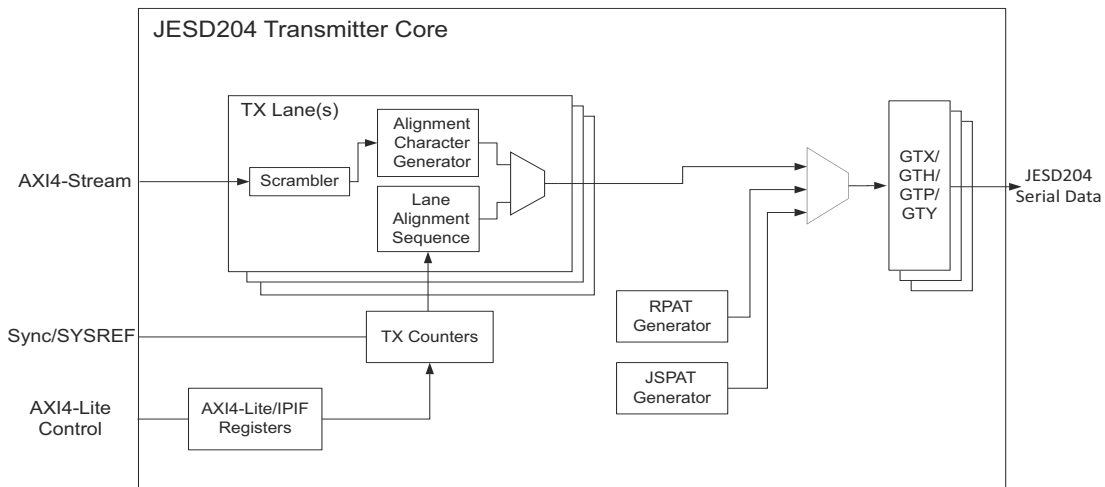 JESD204 Transmitter Core
TX Lane(s)
Alignment
Character
Generator
AXI4-Stream
Scrambler
Lane
Alignment
Sequence
GTX/
GTH/
GTP/
GTY
JESD204
Serial Data
RPAT
Generator
Sync/SYSREF
TX Counters
JSPAT
Generator
AXI4-Lite
Control
AXI4-Lite/IPIF
Registers